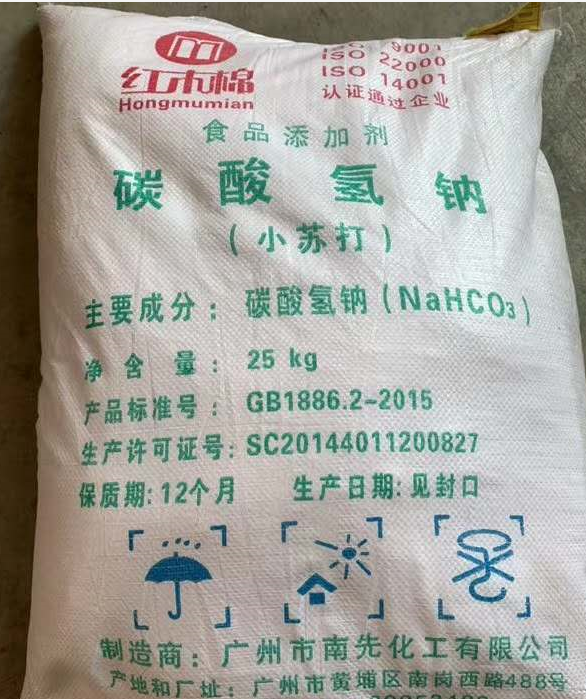 红木棉
Hongmumian
ISO 9001
ISO 22000
ISO 14001
认证通过企业
食品添加剂
碳酸氢钠
(小苏打)
主要成分：碳酸氢钠(NaHCO₃)
净含量：25 kg
产品标准号：GB1886.2-2015
生产许可证号：SC20144011200827
保质期：12个月 生产日期：见封口
制造商：广州市南先化工有限公司
产地和厂址：广州市黄埔区南岗西路488号